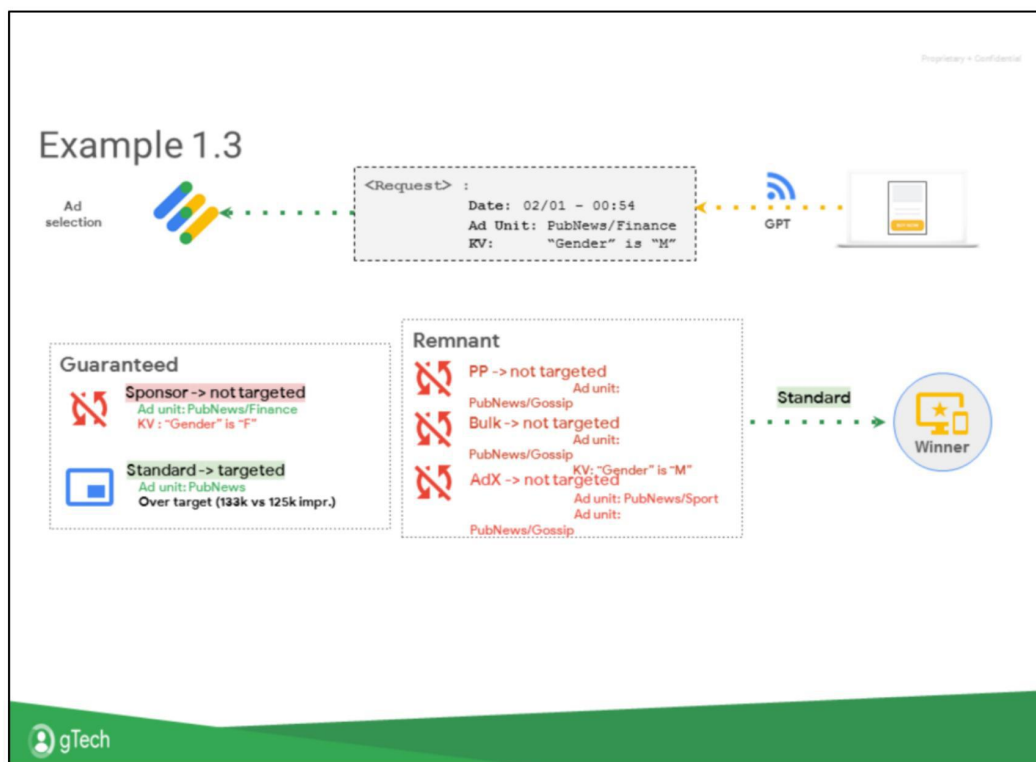 Proprietary + Confidential
Example 1.3
Ad
selection
<Request> :
Date: 02/01 - 00:54
Ad Unit: PubNews/Finance
KV: "Gender" is "M"
GPT
Guaranteed
Sponsor -> not targeted
Ad unit: PubNews/Finance
KV : "Gender" is "F"
Standard -> targeted
Ad unit: PubNews
Over target (133k vs 125k impr.)
Remnant
PP -> not targeted
Ad unit:
PubNews/Gossip
Bulk -> not targeted
Ad unit:
PubNews/Gossip
KV: "Gender" is "M"
AdX -> not targeted
Ad unit: PubNews/Sport
Ad unit:
PubNews/Gossip
Standard
Winner
gTech